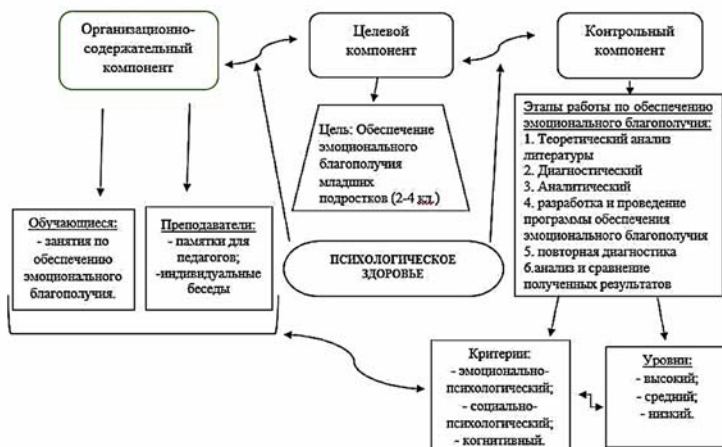 Организационно-
содержательный
компонент
Целевой
компонент
Контрольный
компонент
Цель: Обеспечение
эмоционального
благополучия
младших
подростков (2-4 кл.)
Этапы работы по обеспечению
эмоционального благополучия:
1. Теоретический анализ
литературы
2. Диагностический
3. Аналитический
4. разработка и проведение
программы обеспечения
эмоционального благополучия
5. повторная диагностика
6.анализ и сравнение
полученных результатов
Обучающиеся:
- занятия по
обеспечению
эмоционального
благополучия.
Преподаватели:
- памятки для
педагогов;
-индивидуальные
беседы
ПСИХОЛОГИЧЕСКОЕ
ЗДОРОВЬЕ
Критерии:
- эмоционально-
психологический;
- социально-
психологический;
- когнитивный.
Уровни:
- высокий;
- средний;
- низкий.